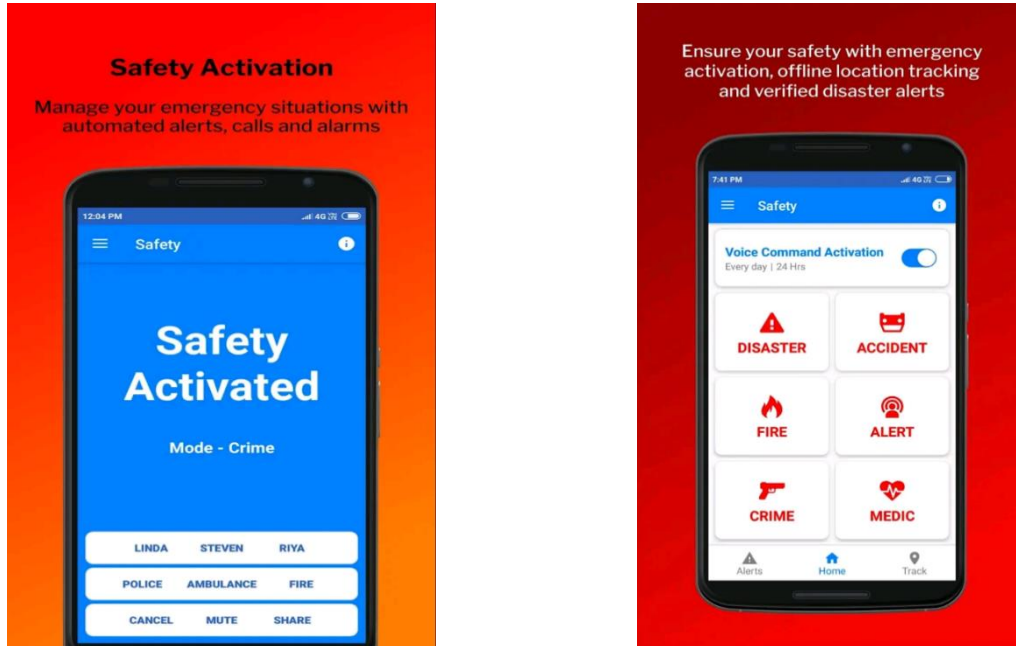 Safety Activation
Manage your emergency situations with
automated alerts, calls and alarms
12:04 PM
4G
Safety
Safety
Activated
Mode - Crime
LINDA STEVEN RIYA
POLICE AMBULANCE FIRE
CANCEL MUTE SHARE
Ensure your safety with emergency
activation, offline location tracking
and verified disaster alerts
7:41 PM
4G
Safety
Voice Command Activation
Every day | 24 Hrs
DISASTER ACCIDENT
FIRE ALERT
CRIME MEDIC
Alerts Home Track